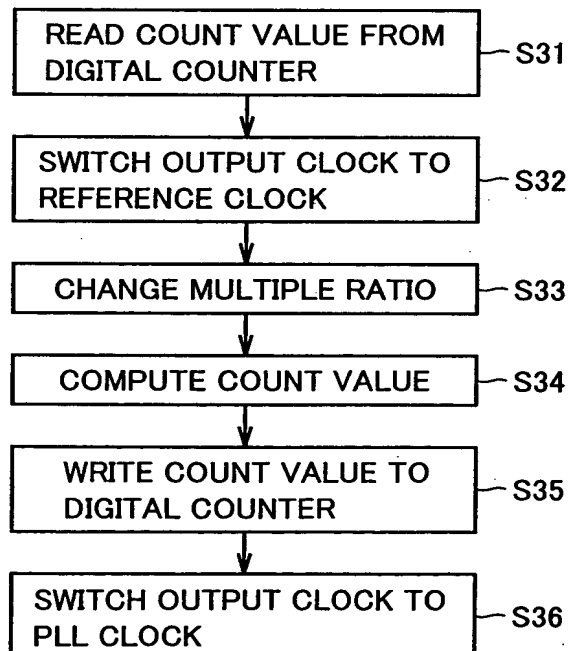 READ COUNT VALUE FROM
DIGITAL COUNTER
S31
SWITCH OUTPUT CLOCK TO
REFERENCE CLOCK
S32
CHANGE MULTIPLE RATIO
S33
COMPUTE COUNT VALUE
S34
WRITE COUNT VALUE TO
DIGITAL COUNTER
S35
SWITCH OUTPUT CLOCK TO
PLL CLOCK
S36